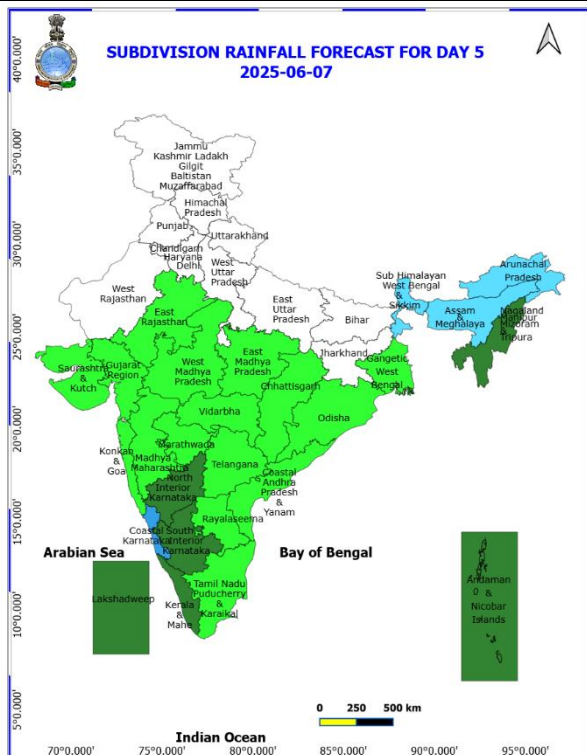 SUBDIVISION RAINFALL FORECAST FOR DAY 5
2025-06-07
40°0.000'
35°0.000'
30°0.000'
25°0.000'
20°0.000'
15°0.000'
10°0.000'
5°0.000'
Jammu
Kashmir Ladakh
Gilgit
Baltistan
Muzaffarabad
Himachal
Pradesh
Punjab
Uttarakhand
Chandigarh
Haryana
Delhi
West
Uttar
Pradesh
West
Rajasthan
East
Uttar Pradesh
Bihar
Sub Himalayan
West Bengal
&
Sikkim
Arunachal
Pradesh
Assam
&
Meghalaya
Nagaland
Manipur
Mizoram
&
Tripura
East
Rajasthan
Jharkhand
Gangetic
West
Bengal
Saurashtra
&
Kutch
Gujarat
Region
West
Madhya
Pradesh
East
Madhya
Pradesh
Chhattisgarh
Odisha
Vidarbha
Konkan
&
Goa
Madhya
Maharashtra
Marathwada
Telangana
North
Interior
Karnataka
Coastal
Andhra
Pradesh
&
Yanam
Rayalaseema
Coastal
Karnataka
South
Interior
Karnataka
Arabian Sea
Bay of Bengal
Lakshadweep
Kerala
&
Mahe
Tamil Nadu
Puducherry
&
Karaikal
Andaman
&
Nicobar
Islands
0 250 500 km
Indian Ocean
70°0.000' 75°0.000' 80°0.000' 85°0.000' 90°0.000' 95°0.000'